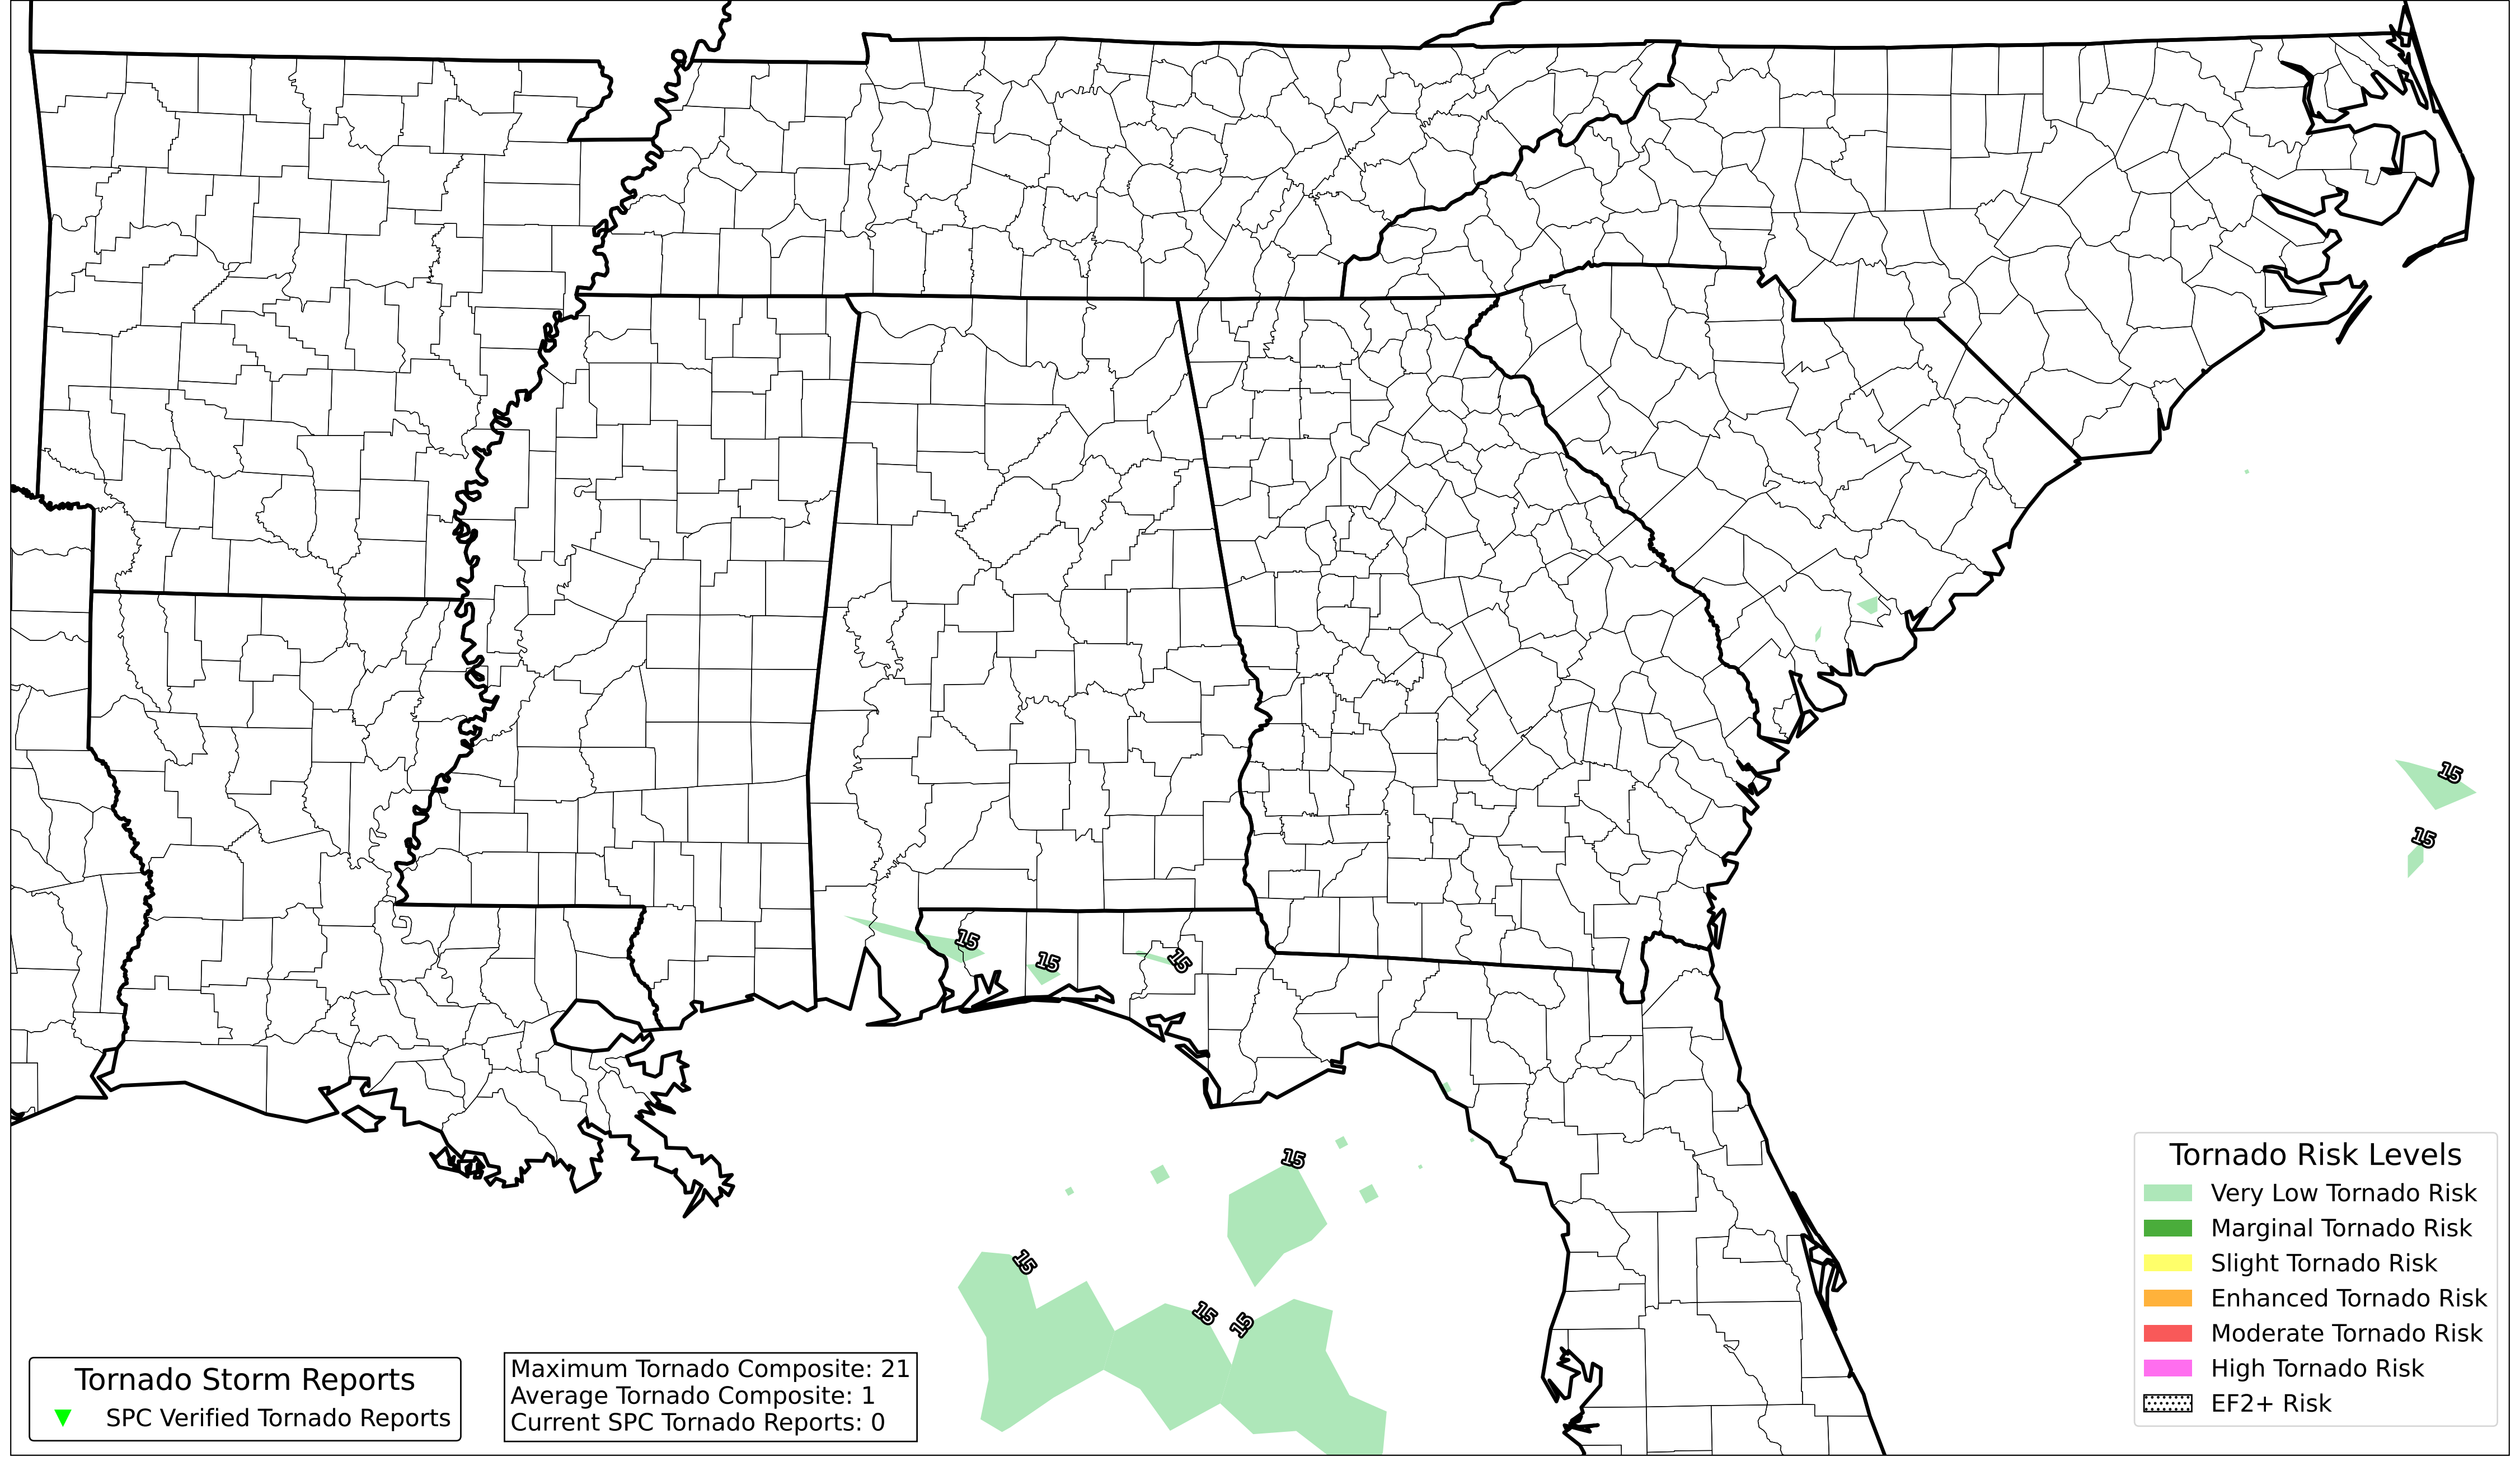 15
15
15
15
15
15
15
15
15
Tornado Risk Levels
Very Low Tornado Risk
Marginal Tornado Risk
Slight Tornado Risk
Enhanced Tornado Risk
Moderate Tornado Risk
High Tornado Risk
EF2+ Risk
Tornado Storm Reports
SPC Verified Tornado Reports
Maximum Tornado Composite: 21
Average Tornado Composite: 1
Current SPC Tornado Reports: 0